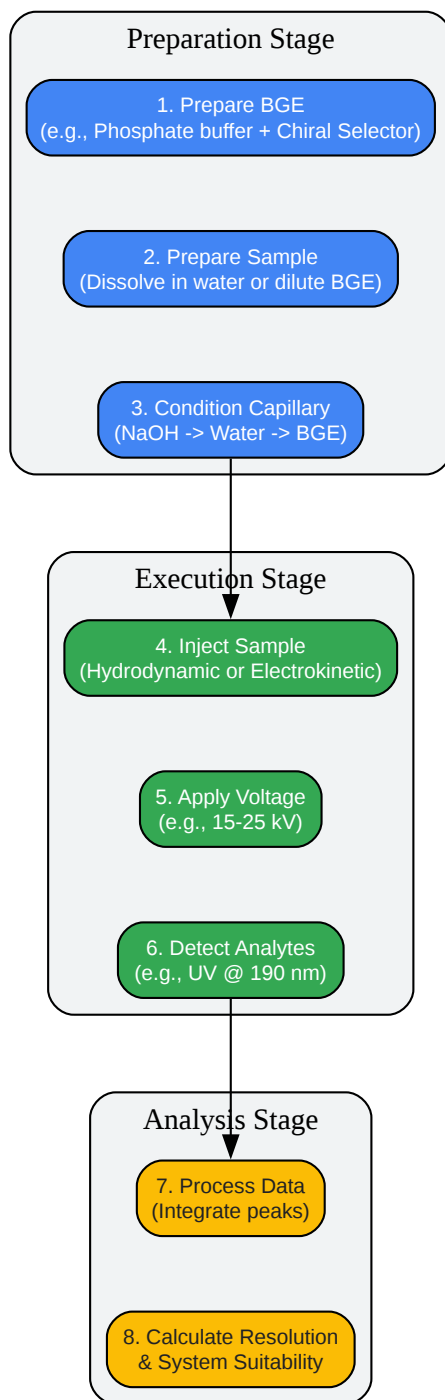 Preparation Stage
1. Prepare BGE
(e.g., Phosphate buffer + Chiral Selector)
2. Prepare Sample
(Dissolve in water or dilute BGE)
3. Condition Capillary
(NaOH -> Water -> BGE)
Execution Stage
4. Inject Sample
(Hydrodynamic or Electrokinetic)
5. Apply Voltage
(e.g., 15-25 kV)
6. Detect Analytes
(e.g., UV @ 190 nm)
Analysis Stage
7. Process Data
(Integrate peaks)
8. Calculate Resolution
& System Suitability